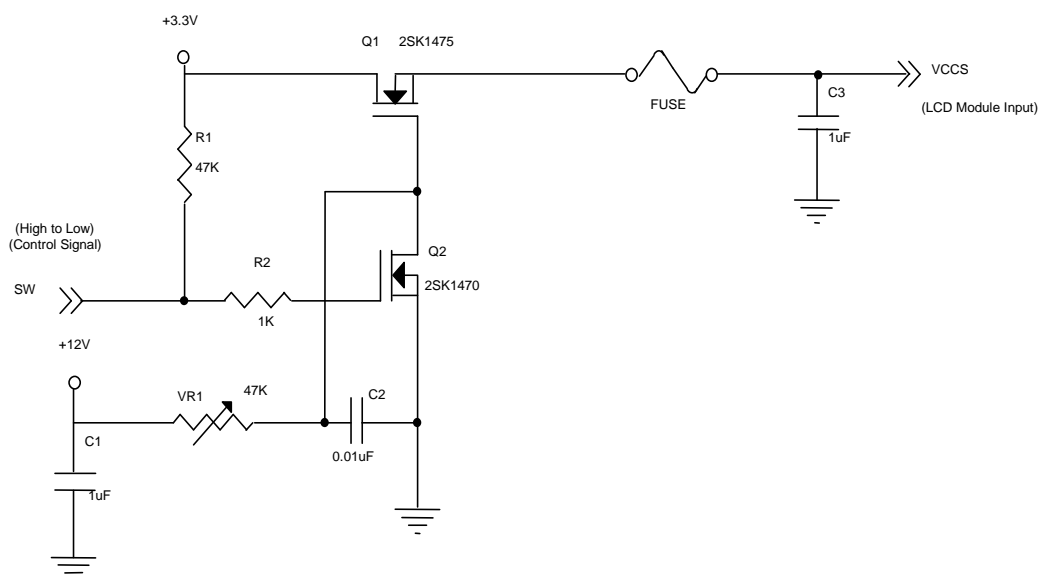 +3.3V
Q1 2SK1475
VCCS
FUSE
C3
(LCD Module Input)
1uF
R1
47K
(High to Low)
(Control Signal)
Q2
R2
SW
2SK1470
1K
+12V
VR1
47K
C2
C1
0.01uF
1uF